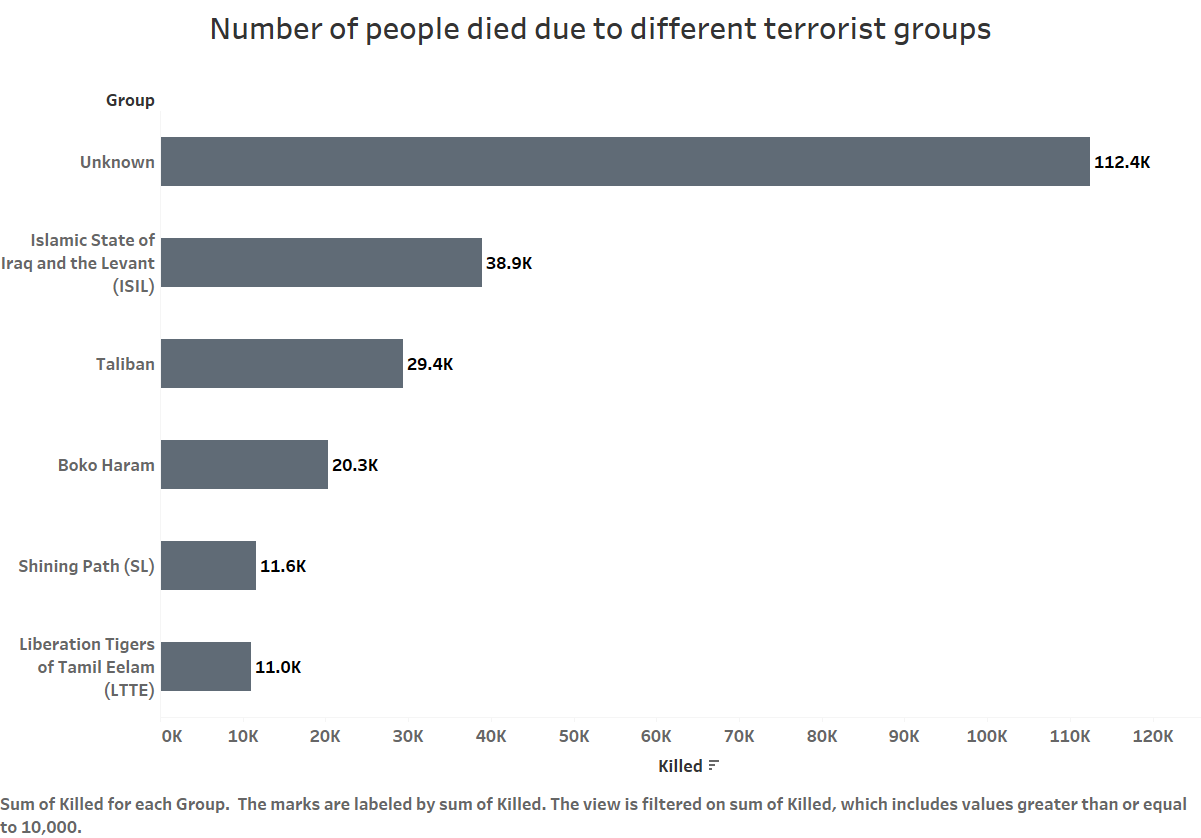 Number of people died due to different terrorist groups
Group
Unknown
112.4K
Islamic State of
Iraq and the Levant
(ISIL)
38.9K
Taliban
29.4K
Boko Haram
20.3K
Shining Path (SL)
11.6K
Liberation Tigers
of Tamil Eelam
(LTTE)
11.0K
0K 10K 20K 30K 40K 50K 60K 70K 80K 90K 100K 110K 120K
Killed
Sum of Killed for each Group.  The marks are labeled by sum of Killed. The view is filtered on sum of Killed, which includes values greater than or equal
to 10,000.